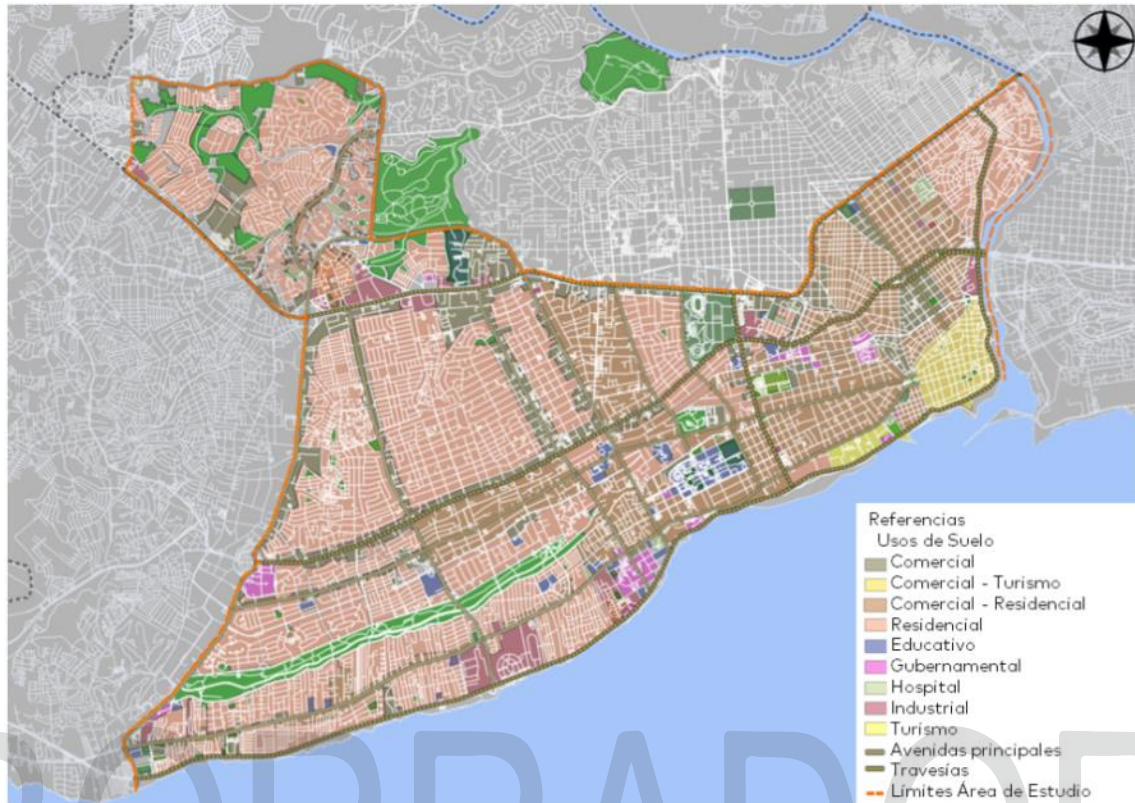 Referencias
Usos de Suelo
Comercial
Comercial - Turismo
Comercial - Residencial
Residencial
Educativo
Gubernamental
Hospital
Industrial
Turísmo
Avenidas principales
Travesías
Límites Área de Estudio